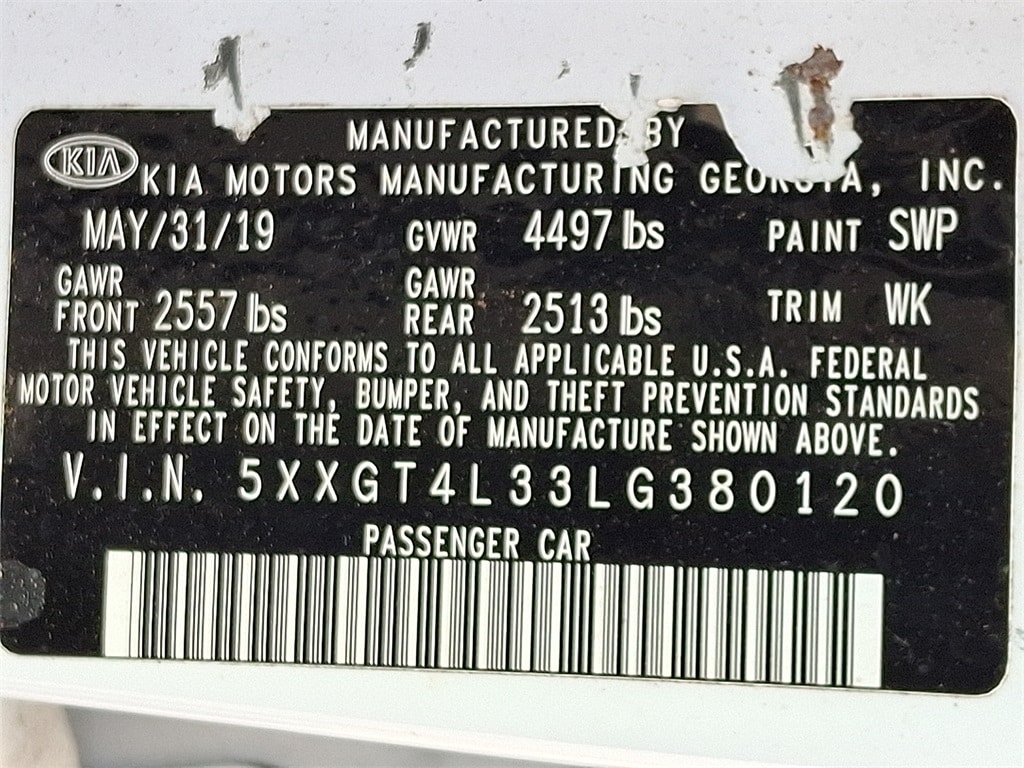 MANUFACTURED BY
KIA
KIA MOTORS MANUFACTURING GEORGIA, INC.
MAY/31/19 GVWR 4497 lbs PAINT SWP
GAWR FRONT 2557 lbs GAWR REAR 2513 lbs TRIM WK
THIS VEHICLE CONFORMS TO ALL APPLICABLE U.S.A. FEDERAL
MOTOR VEHICLE SAFETY, BUMPER, AND THEFT PREVENTION STANDARDS
IN EFFECT ON THE DATE OF MANUFACTURE SHOWN ABOVE.
V.I.N. 5XXGT4L33LG380120
PASSENGER CAR